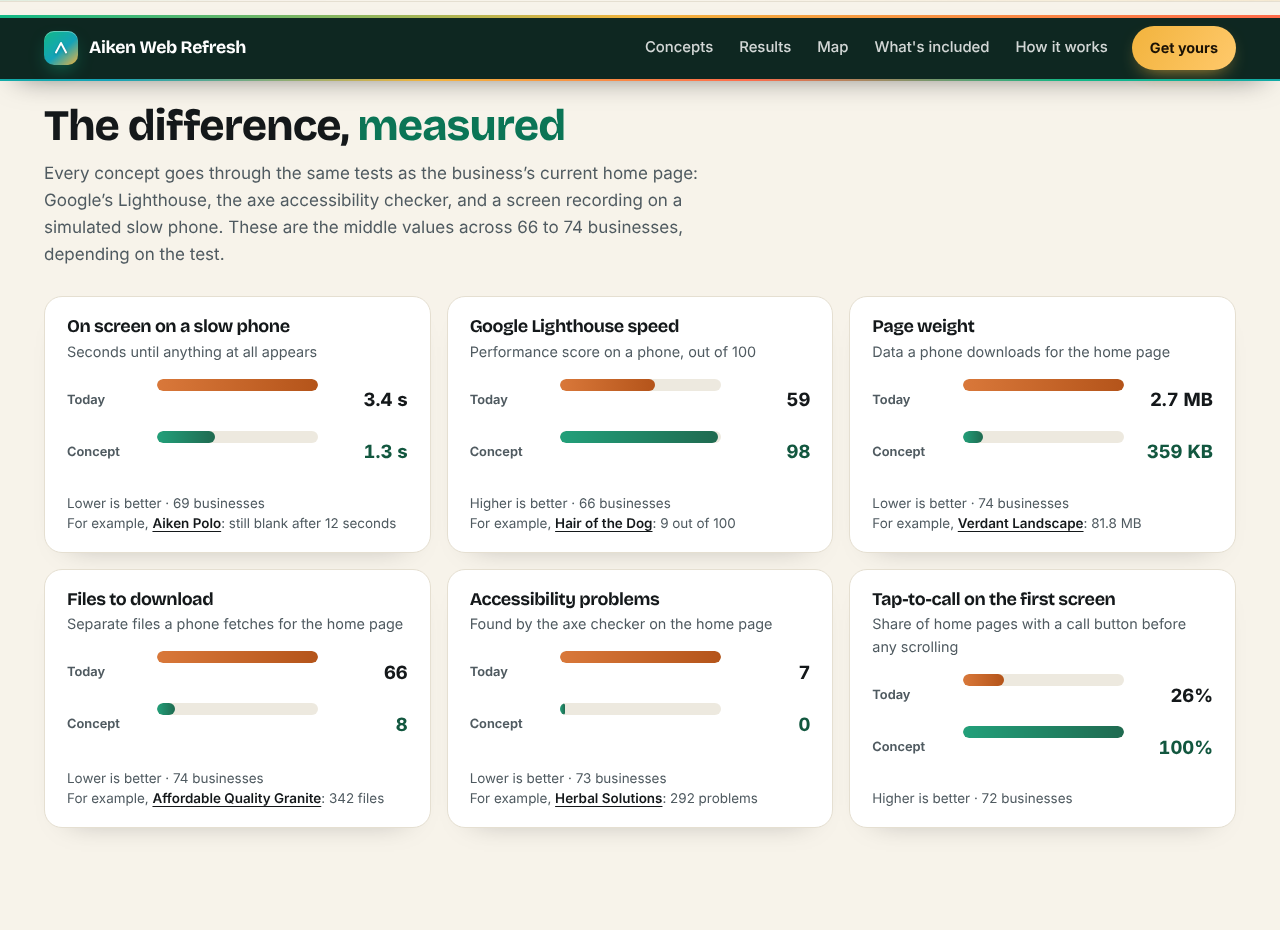 Aiken Web Refresh
Concepts
Results
Map
What's included
How it works
Get yours
The difference, measured
Every concept goes through the same tests as the business’s current home page:
Google’s Lighthouse, the axe accessibility checker, and a screen recording on a
simulated slow phone. These are the middle values across 66 to 74 businesses,
depending on the test.
On screen on a slow phone
Seconds until anything at all appears
Today 3.4 s
Concept 1.3 s
Lower is better · 69 businesses
For example, Aiken Polo: still blank after 12 seconds
Google Lighthouse speed
Performance score on a phone, out of 100
Today 59
Concept 98
Higher is better · 66 businesses
For example, Hair of the Dog: 9 out of 100
Page weight
Data a phone downloads for the home page
Today 2.7 MB
Concept 359 KB
Lower is better · 74 businesses
For example, Verdant Landscape: 81.8 MB
Files to download
Separate files a phone fetches for the home page
Today 66
Concept 8
Lower is better · 74 businesses
For example, Affordable Quality Granite: 342 files
Accessibility problems
Found by the axe checker on the home page
Today 7
Concept 0
Lower is better · 73 businesses
For example, Herbal Solutions: 292 problems
Tap-to-call on the first screen
Share of home pages with a call button before
any scrolling
Today 26%
Concept 100%
Higher is better · 72 businesses